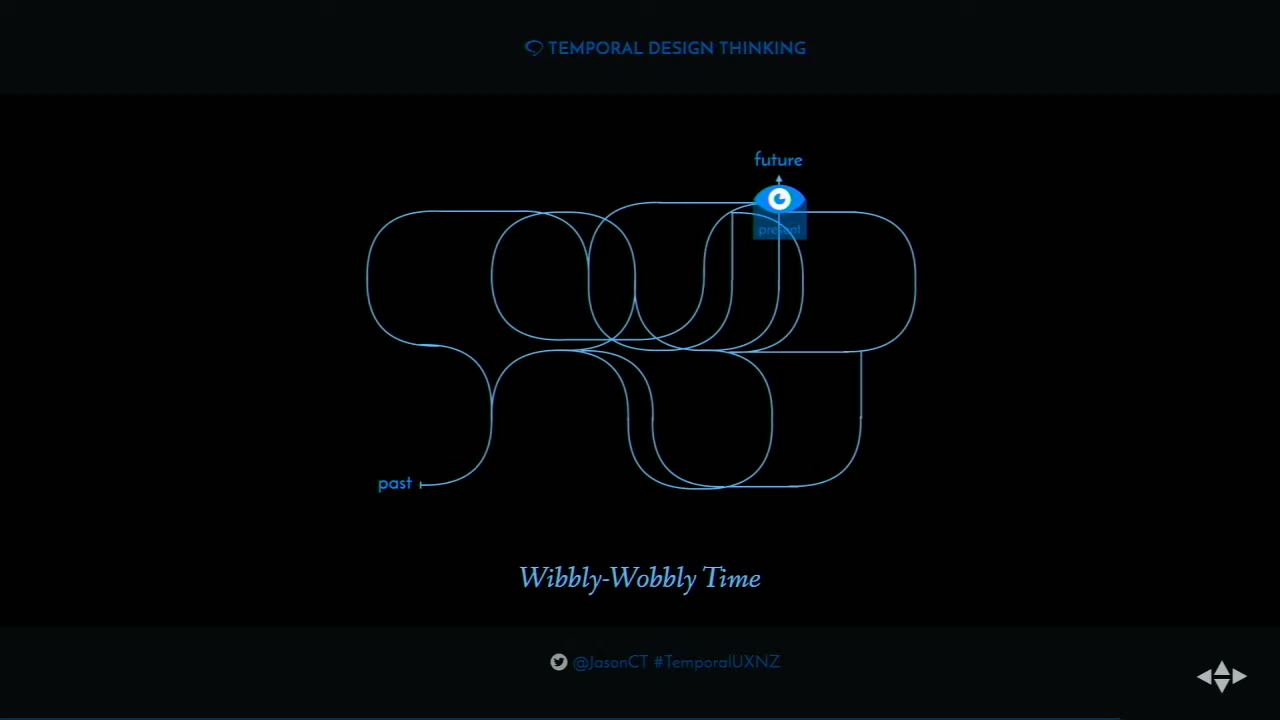 TEMPORAL DESIGN THINKING
future
present
past
Wibbly-Wobbly Time
@JasonCT #TemporalUXNZ